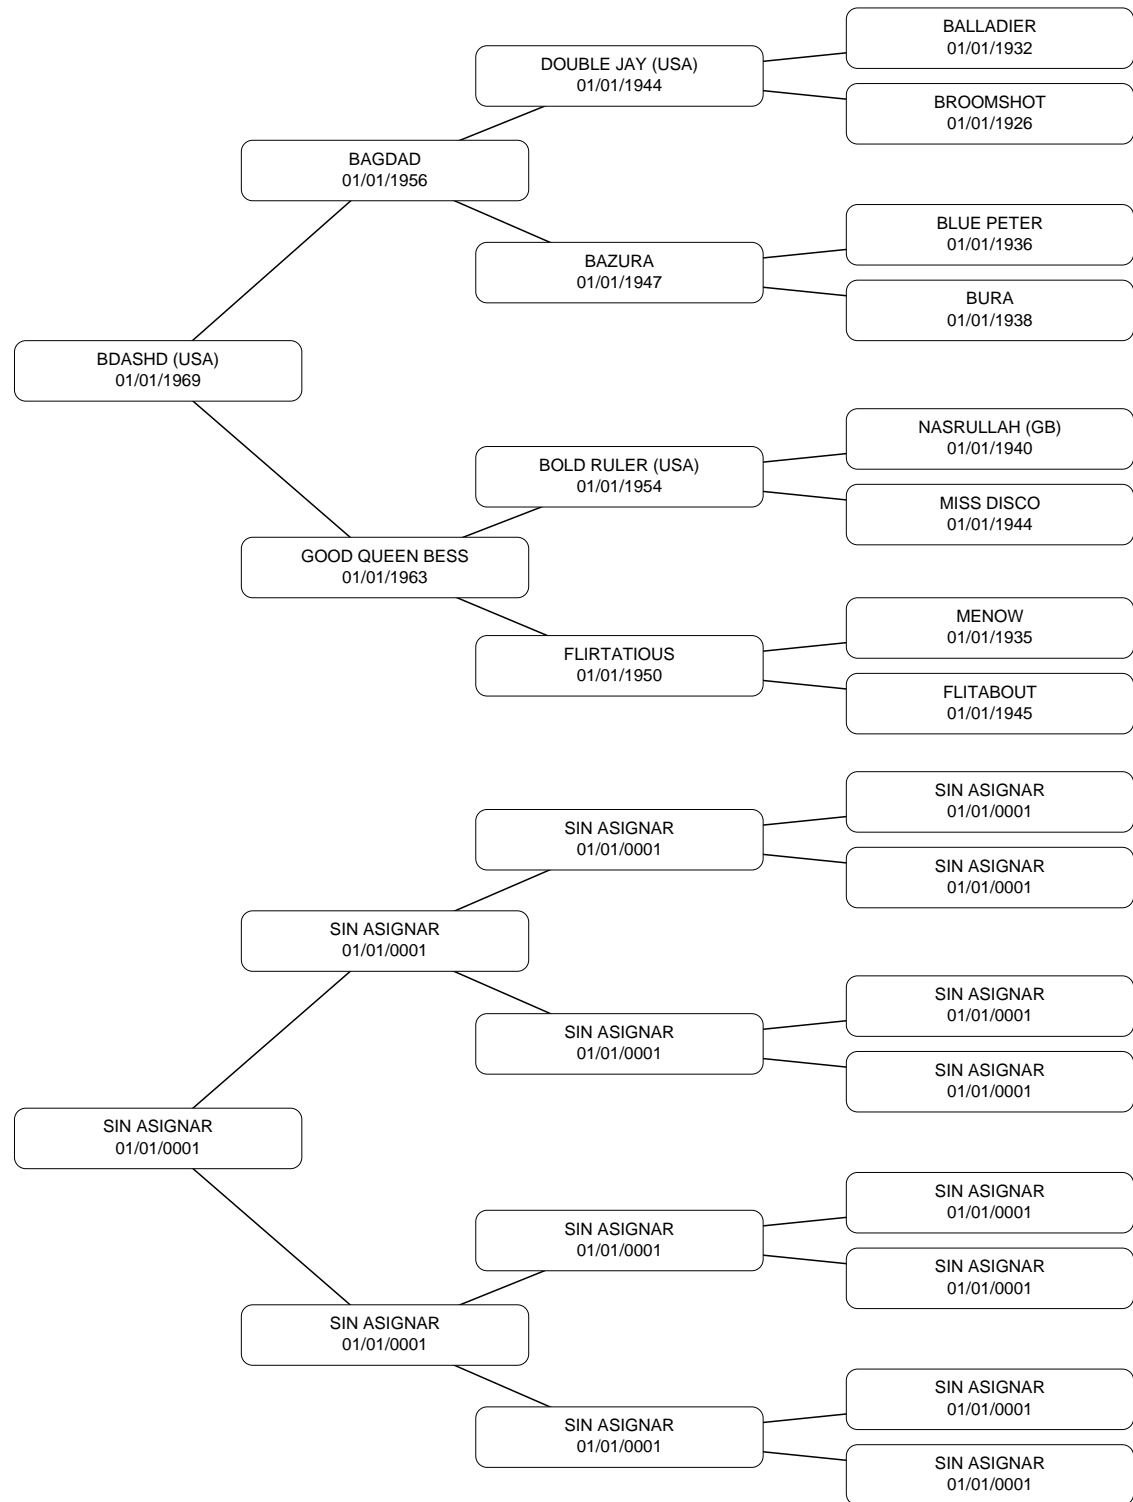 BALLADIER
01/01/1932
DOUBLE JAY (USA)
01/01/1944
BROOMSHOT
01/01/1926
BAGDAD
01/01/1956
BLUE PETER
01/01/1936
BAZURA
01/01/1947
BURA
01/01/1938
BDASHD (USA)
01/01/1969
NASRULLAH (GB)
01/01/1940
BOLD RULER (USA)
01/01/1954
MISS DISCO
01/01/1944
GOOD QUEEN BESS
01/01/1963
MENOW
01/01/1935
FLIRTATIOUS
01/01/1950
FLITABOUT
01/01/1945
SIN ASIGNAR
01/01/0001
SIN ASIGNAR
01/01/0001
SIN ASIGNAR
01/01/0001
SIN ASIGNAR
01/01/0001
SIN ASIGNAR
01/01/0001
SIN ASIGNAR
01/01/0001
SIN ASIGNAR
01/01/0001
SIN ASIGNAR
01/01/0001
SIN ASIGNAR
01/01/0001
SIN ASIGNAR
01/01/0001
SIN ASIGNAR
01/01/0001
SIN ASIGNAR
01/01/0001
SIN ASIGNAR
01/01/0001
SIN ASIGNAR
01/01/0001
SIN ASIGNAR
01/01/0001